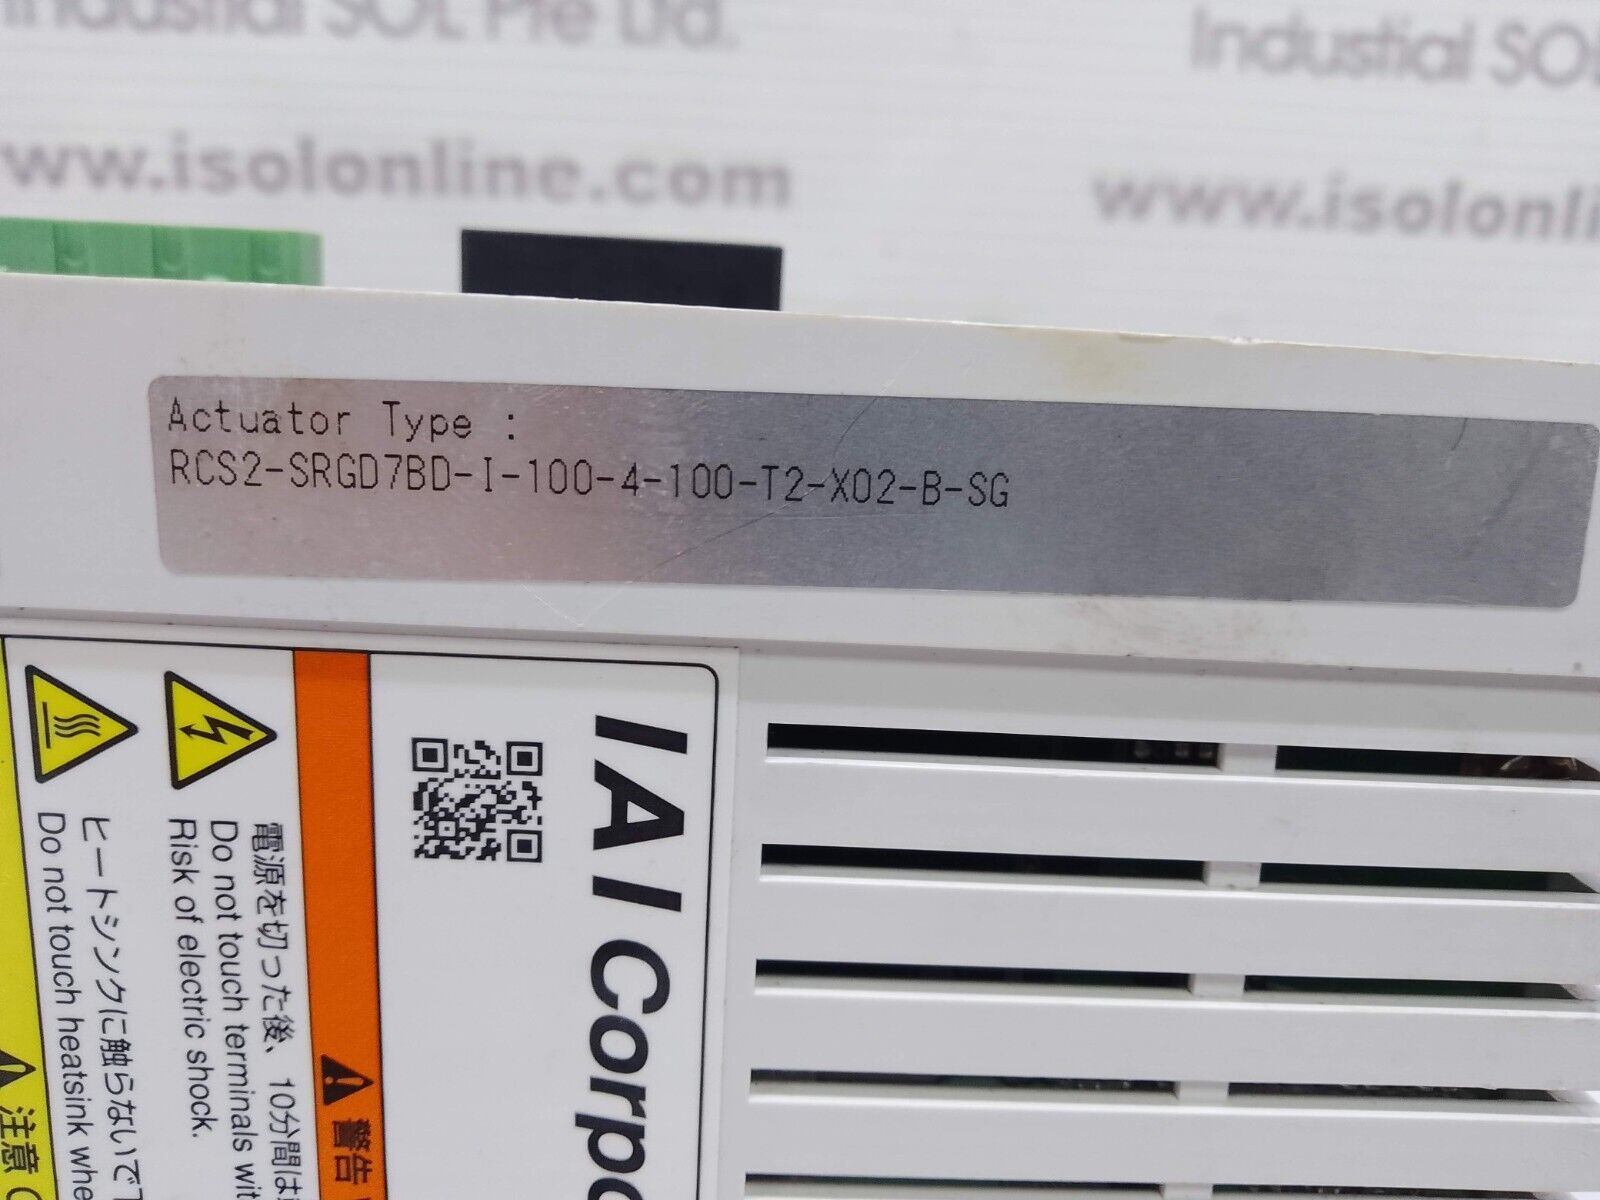 Industial SOL Pte Ltd.
Industial SOL
www.isolonline.com
www.isolonli
Actuator Type :
RCS2-SRGD7BD-I-100-4-100-T2-X02-B-SG
IAI Corpo
警告
電源を切った後、10分間は
Do not touch terminals wit
Risk of electric shock.
注意
ヒートシンクに触らないで下
Do not touch heatsink whe